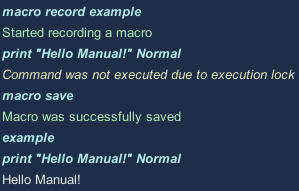 macro record example
Started recording a macro
print "Hello Manual!" Normal
Command was not executed due to execution lock
macro save
Macro was successfully saved
example
print "Hello Manual!" Normal
Hello Manual!